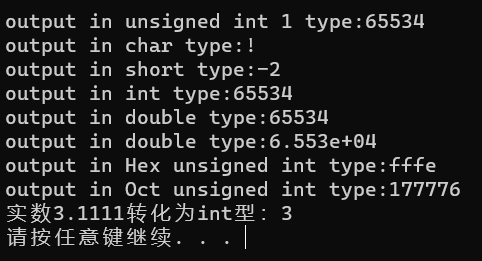 output in unsigned int 1 type:65534
output in char type:!
output in short type:-2
output in int type:65534
output in double type:65534
output in double type:6.553e+04
output in Hex unsigned int type:fffe
output in Oct unsigned int type:177776
实数3.1111转化为int型：3
请按任意键继续. . .